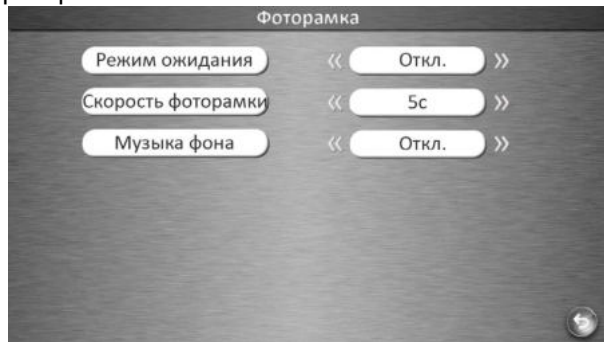 Фоторамка
Режим ожидания « Откл. »
Скорость фоторамки « 5с »
Музыка фона « Откл. »